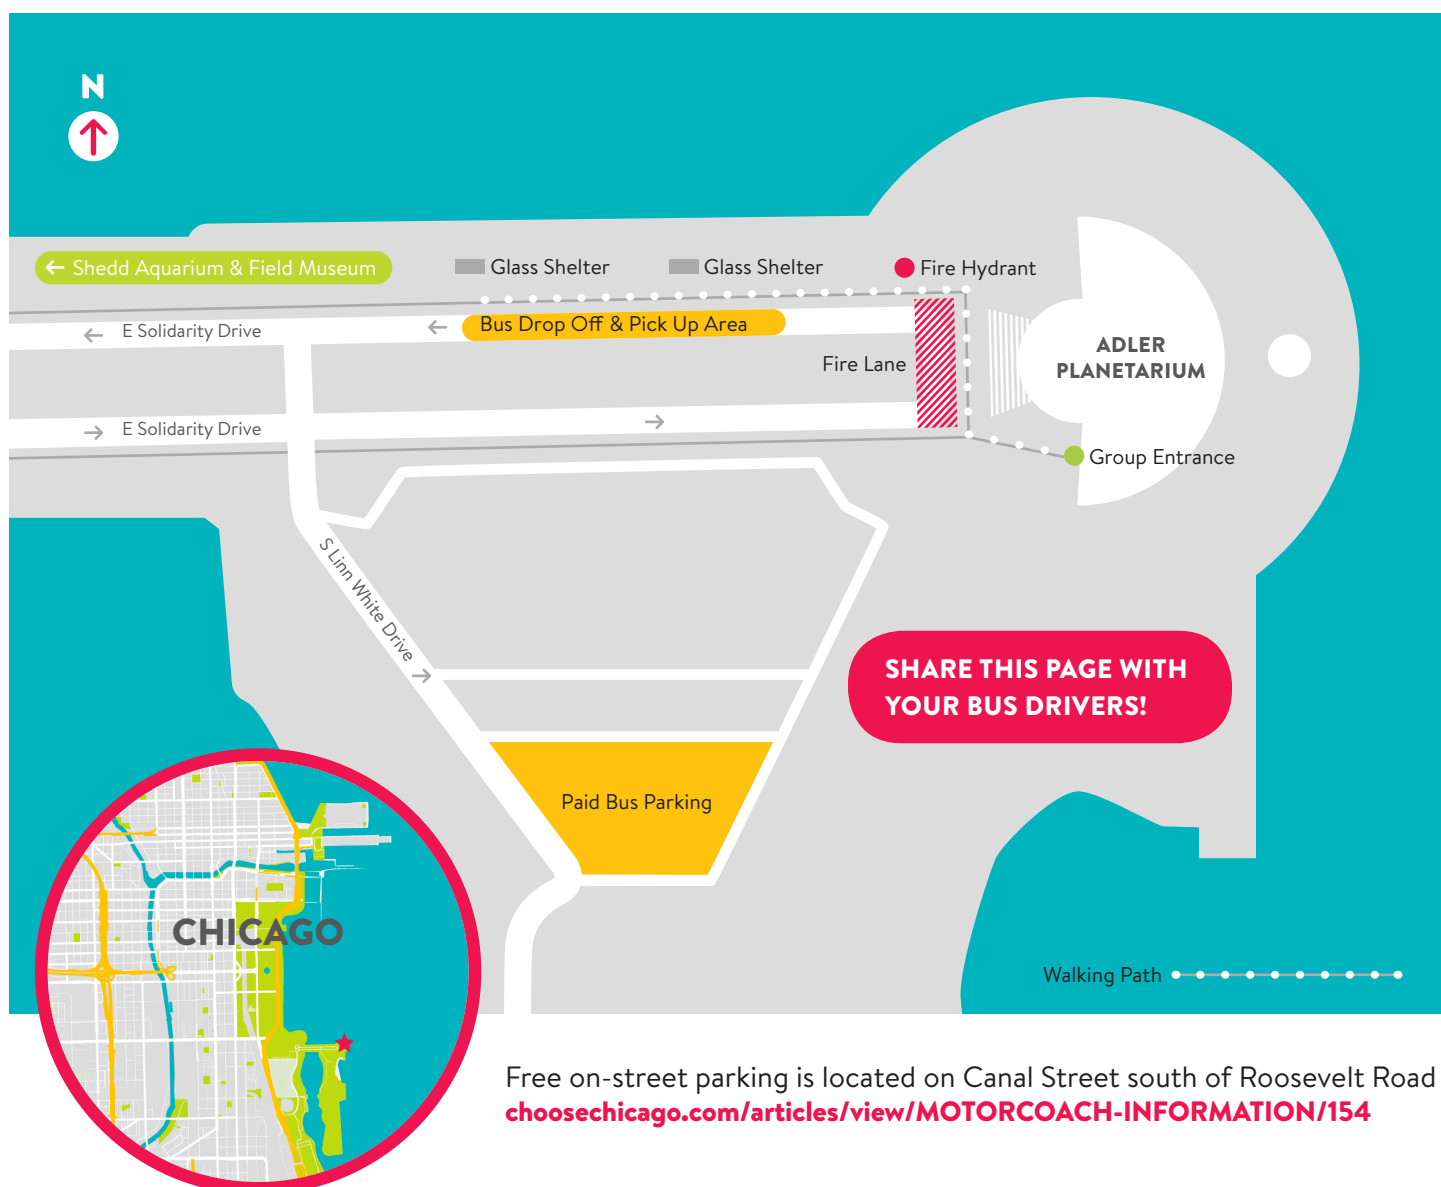 N
← Shedd Aquarium & Field Museum
Glass Shelter
Glass Shelter
Fire Hydrant
← E Solidarity Drive
← Bus Drop Off & Pick Up Area
Fire Lane
ADLER
PLANETARIUM
→ E Solidarity Drive
→
Group Entrance
S Linn White Drive →
SHARE THIS PAGE WITH
YOUR BUS DRIVERS!
Paid Bus Parking
CHICAGO
Walking Path
Free on-street parking is located on Canal Street south of Roosevelt Road
choosechicago.com/articles/view/MOTORCOACH-INFORMATION/154